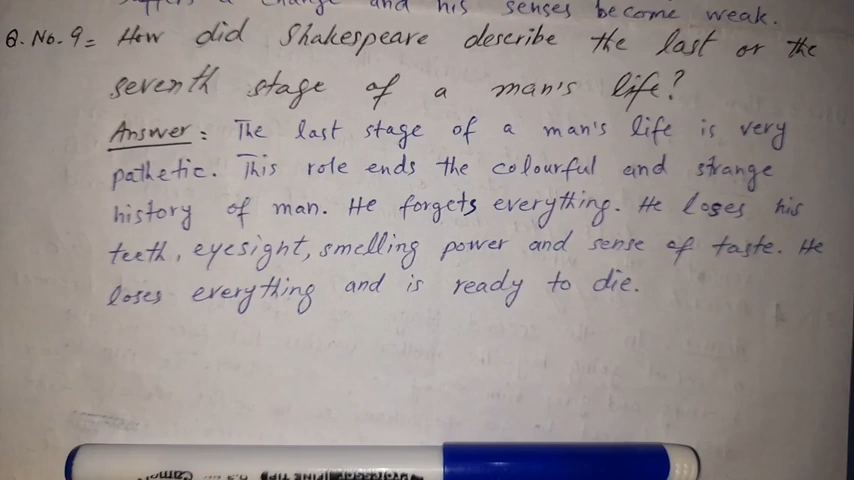 suffers a change and his senses become weak.
Q. No. 9 = How did Shakespeare describe the last or the
seventh stage of a man's life?
Answer : The last stage of a man's life is very
pathetic. This role ends the colourful and strange
history of man. He forgets everything. He loses his
teeth, eyesight, smelling power and sense of taste. He
loses everything and is ready to die.